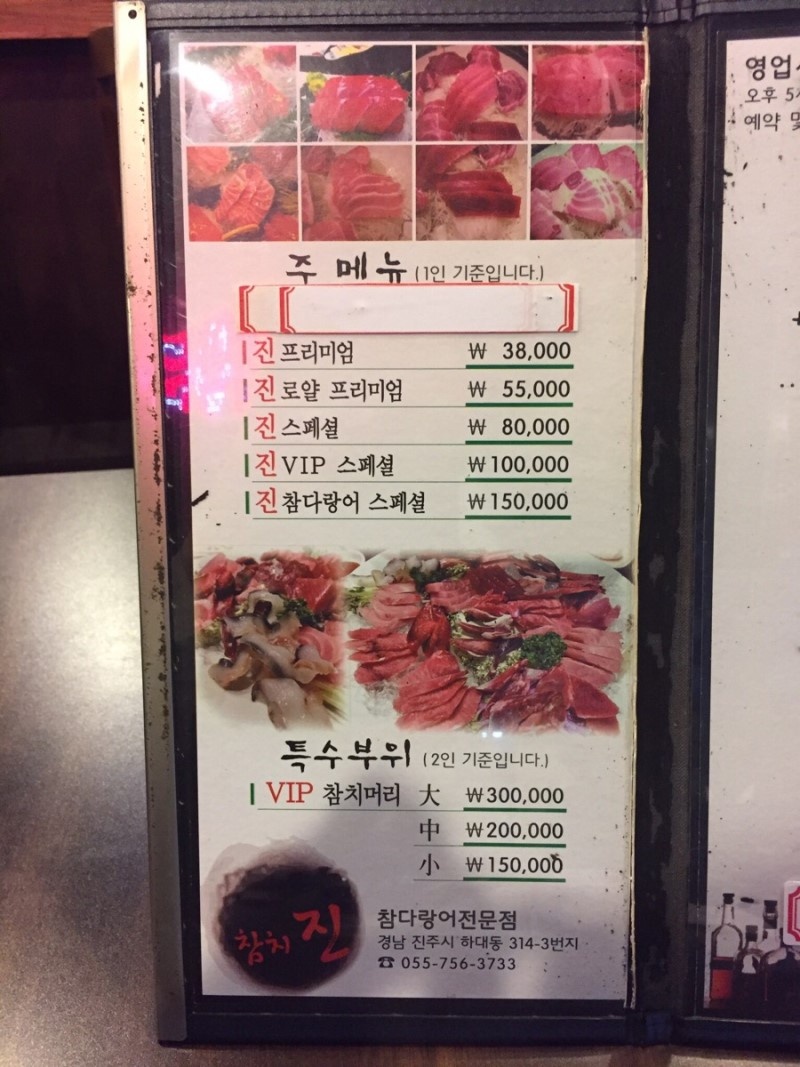 주 메뉴 (1인 기준입니다.)
진 프리미엄 ₩ 38,000
진 로얄 프리미엄 ₩ 55,000
진 스페셜 ₩ 80,000
진 VIP 스페셜 ₩100,000
진 참다랑어 스페셜 ₩150,000
특수부위 (2인 기준입니다.)
VIP 참치머리 大 ₩300,000
中 ₩200,000
小 ₩150,000
참치 진
참다랑어전문점
경남 진주시 하대동 314-3번지
☎ 055-756-3733
영업
오후 5
예약 및